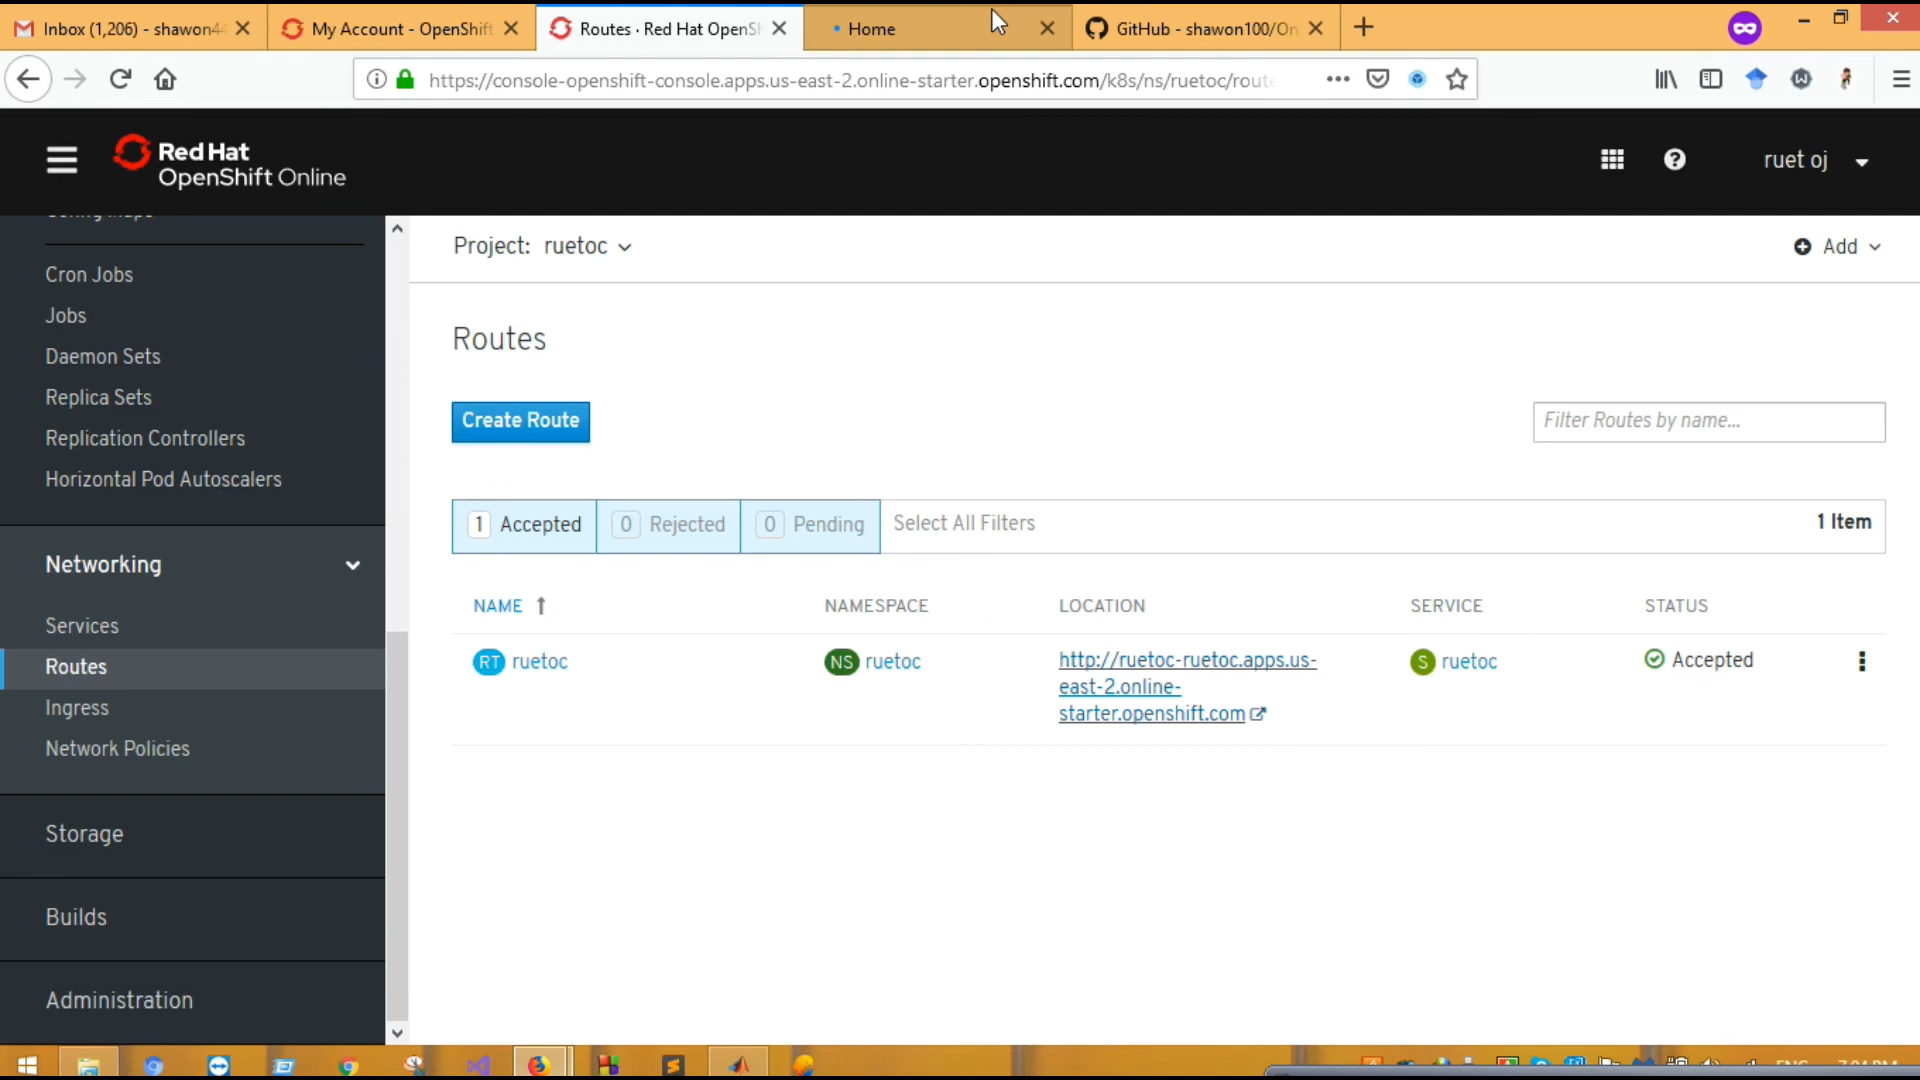 Inbox (1,206) - shawon4
My Account - OpenShift
Routes · Red Hat OpenSh
Home
GitHub - shawon100/On
https://console-openshift-console.apps.us-east-2.online-starter.openshift.com/k8s/ns/ruetoc/route
Red Hat
OpenShift Online
ruet oj
Config Maps
Cron Jobs
Jobs
Daemon Sets
Replica Sets
Replication Controllers
Horizontal Pod Autoscalers
Networking
Services
Routes
Ingress
Network Policies
Storage
Builds
Administration
Project: ruetoc
Add
Routes
Create Route
Filter Routes by name...
1 Accepted 0 Rejected 0 Pending Select All Filters 1 Item
NAME NAMESPACE LOCATION SERVICE STATUS
RT ruetoc NS ruetoc http://ruetoc-ruetoc.apps.us-
east-2.online-
starter.openshift.com
S ruetoc Accepted